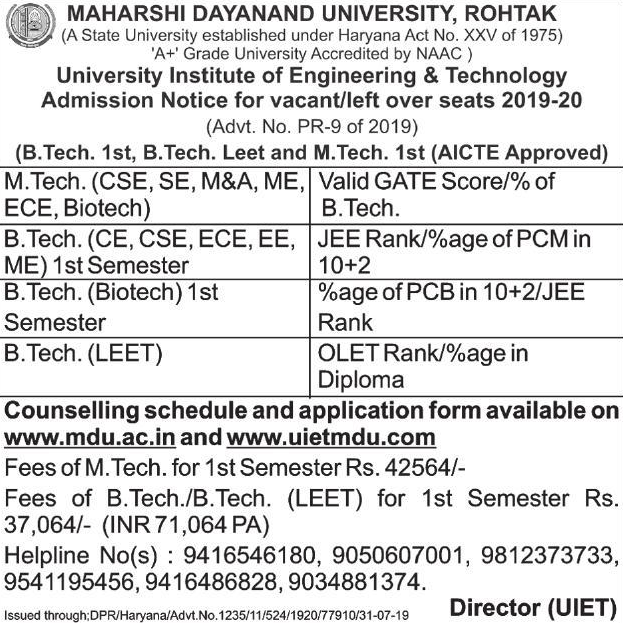 MAHARSHI DAYANAND UNIVERSITY, ROHTAK
(A State University established under Haryana Act No. XXV of 1975)
'A+' Grade University Accredited by NAAC )
University Institute of Engineering & Technology
Admission Notice for vacant/left over seats 2019-20
(Advt. No. PR-9 of 2019)
(B.Tech. 1st, B.Tech. Leet and M.Tech. 1st (AICTE Approved)
M.Tech. (CSE, SE, M&A, ME, ECE, Biotech)
Valid GATE Score/% of B.Tech.
B.Tech. (CE, CSE, ECE, EE, ME) 1st Semester
JEE Rank/%age of PCM in 10+2
B.Tech. (Biotech) 1st Semester
%age of PCB in 10+2/JEE Rank
B.Tech. (LEET)
OLET Rank/%age in Diploma
Counselling schedule and application form available on
www.mdu.ac.in and www.uietmdu.com
Fees of M.Tech. for 1st Semester Rs. 42564/-
Fees of B.Tech./B.Tech. (LEET) for 1st Semester Rs.
37,064/- (INR 71,064 PA)
Helpline No(s) : 9416546180, 9050607001, 9812373733,
9541195456, 9416486828, 9034881374.
Issued through;DPR/Haryana/Advt.No.1235/11/524/1920/77910/31-07-19
Director (UIET)